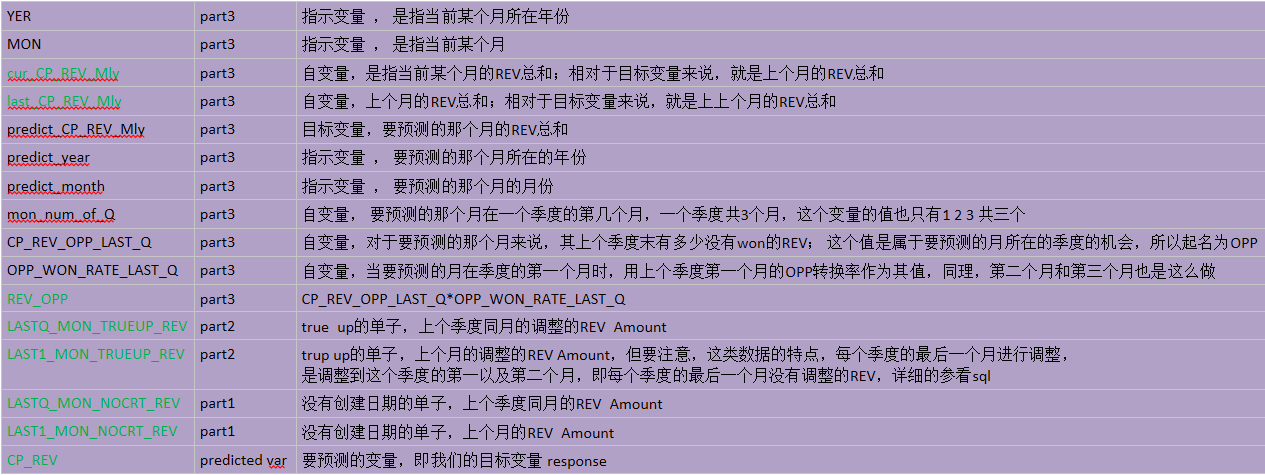 YER part3 指示变量 ， 是指当前某个月所在年份
MON part3 指示变量 ， 是指当前某个月
cur_CP_REV_Mly part3 自变量，是指当前某个月的REV总和；相对于目标变量来说，就是上个月的REV总和
last_CP_REV_Mly part3 自变量，上个月的REV总和；相对于目标变量来说，就是上上个月的REV总和
predict_CP_REV_Mly part3 目标变量，要预测的那个月的REV总和
predict_year part3 指示变量 ， 要预测的那个月所在的年份
predict_month part3 指示变量 ， 要预测的那个月的月份
mon_num_of_Q part3 自变量， 要预测的那个月在一个季度的第几个月，一个季度共3个月，这个变量的值也只有1 2 3 共三个
CP_REV_OPP_LAST_Q part3 自变量，对于要预测的那个月来说，其上个季度末有多少没有won的REV； 这个值是属于要预测的月所在的季度的机会，所以起名为OPP
OPP_WON_RATE_LAST_Q part3 自变量，当要预测的月在季度的第一个月时，用上个季度第一个月的OPP转换率作为其值，同理，第二个月和第三个月也是这么做
REV_OPP part3 CP_REV_OPP_LAST_Q*OPP_WON_RATE_LAST_Q
LASTQ_MON_TRUEUP_REV part2 true up的单子，上个季度同月的调整的REV Amount
LAST1_MON_TRUEUP_REV part2 trup up的单子，上个月的调整的REV Amount，但要注意，这类数据的特点，每个季度的最后一个月进行调整，
是调整到这个季度的第一以及第二个月，即每个季度的最后一个月没有调整的REV，详细的参看sql
LASTQ_MON_NOCRT_REV part1 没有创建日期的单子，上个季度同月的REV Amount
LAST1_MON_NOCRT_REV part1 没有创建日期的单子，上个月的REV Amount
CP_REV predicted var 要预测的变量，即我们的目标变量 response